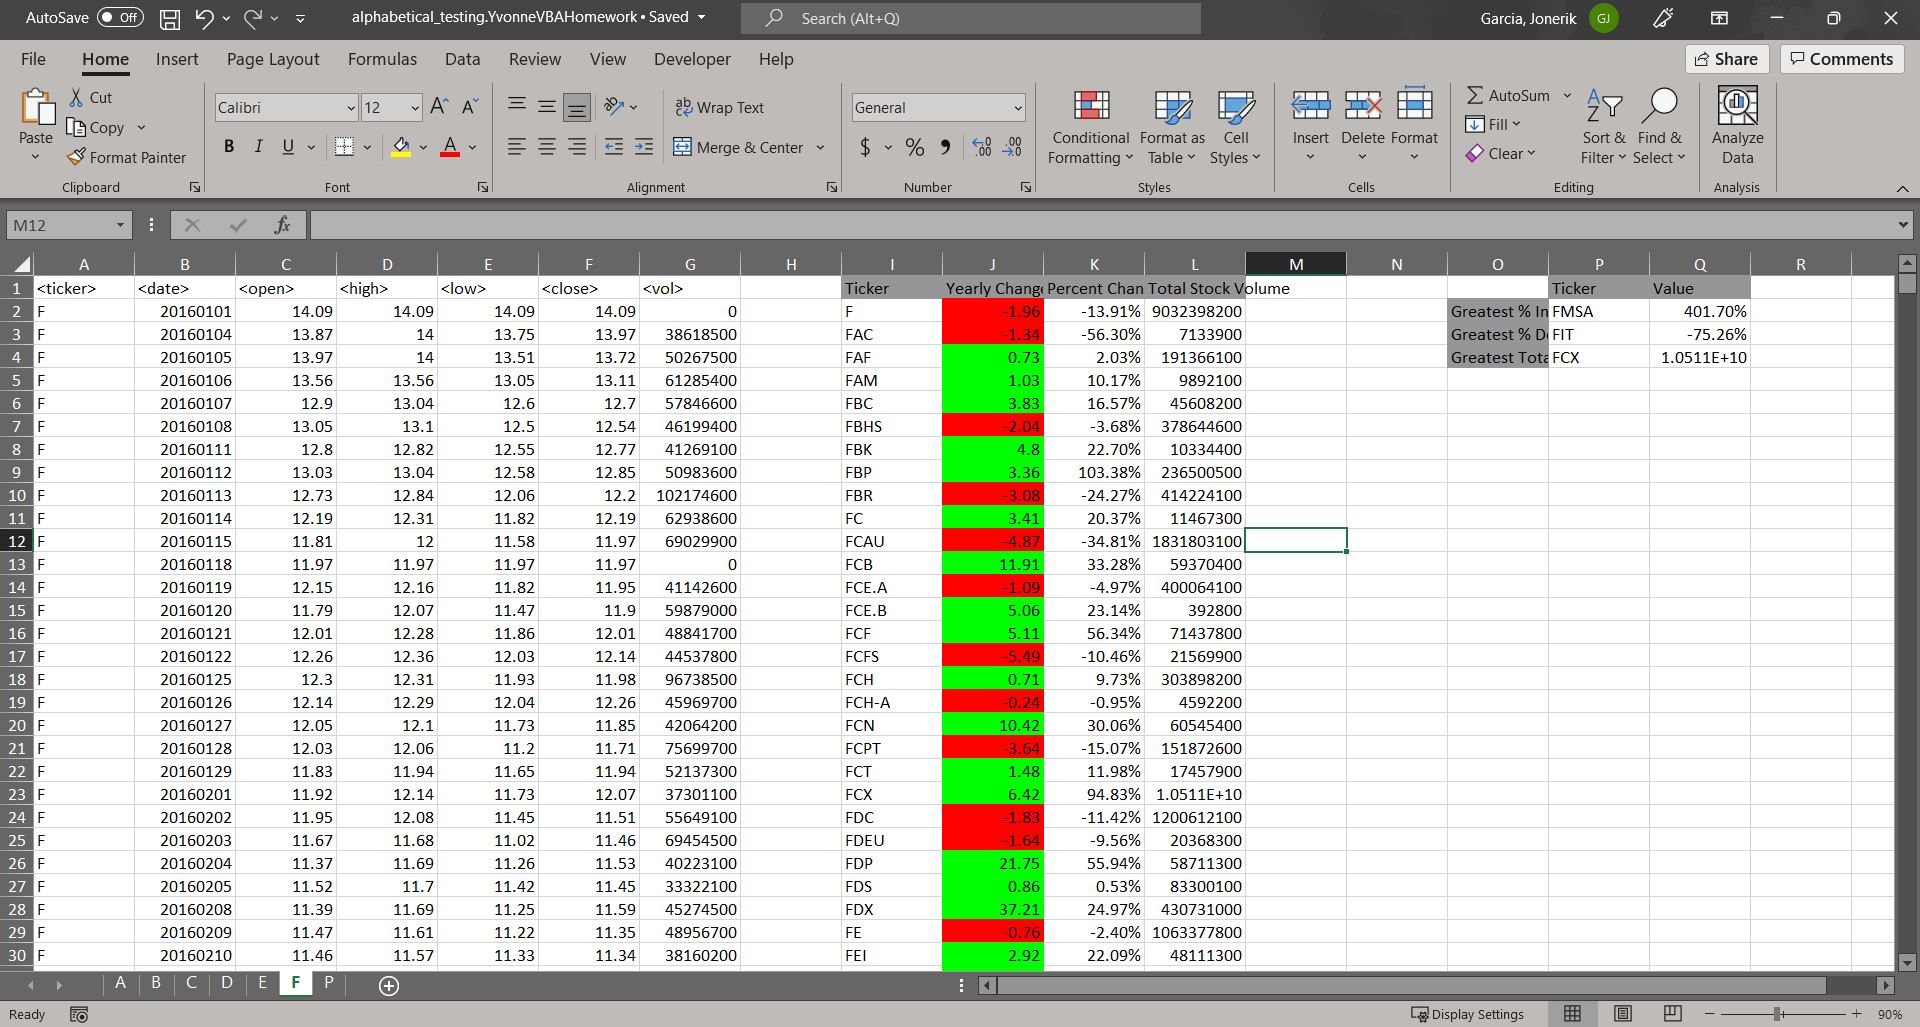 AutoSave Off alphabetical_testing.YvonneVBAHomework • Saved Search (Alt+Q) Garcia, Jonerik GJ
File Home Insert Page Layout Formulas Data Review View Developer Help Share Comments
Paste Cut Copy Format Painter
Calibri 12 A A B I U A
ab Wrap Text Merge & Center
General $ % 9 .00 .00
Conditional Formatting Format as Table Cell Styles
Insert Delete Format
AutoSum Fill Clear Sort & Filter Find & Select
Analyze Data
Clipboard Font Alignment Number Styles Cells Editing Analysis
M12 fx
A B C D E F G H I J K L M N O P Q R
1 <ticker> <date> <open> <high> <low> <close> <vol> Ticker Yearly Change Percent Chan Total Stock Volume Ticker Value
2 F 20160101 14.09 14.09 14.09 14.09 0 F -1.96 -13.91% 9032398200 Greatest % In FMSA 401.70%
3 F 20160104 13.87 14 13.75 13.97 38618500 FAC -1.34 -56.30% 7133900 Greatest % De FIT -75.26%
4 F 20160105 13.97 14 13.51 13.72 50267500 FAF 0.73 2.03% 191366100 Greatest Tota FCX 1.0511E+10
5 F 20160106 13.56 13.56 13.05 13.11 61285400 FAM 1.03 10.17% 9892100
6 F 20160107 12.9 13.04 12.6 12.7 57846600 FBC 3.83 16.57% 45608200
7 F 20160108 13.05 13.1 12.5 12.54 46199400 FBHS -2.04 -3.68% 378644600
8 F 20160111 12.8 12.82 12.55 12.77 41269100 FBK 4.8 22.70% 10334400
9 F 20160112 13.03 13.04 12.58 12.85 50983600 FBP 3.36 103.38% 236500500
10 F 20160113 12.73 12.84 12.06 12.2 102174600 FBR -3.08 -24.27% 414224100
11 F 20160114 12.19 12.31 11.82 12.19 62938600 FC 3.41 20.37% 11467300
12 F 20160115 11.81 12 11.58 11.97 69029900 FCAU -4.87 -34.81% 1831803100
13 F 20160118 11.97 11.97 11.97 11.97 0 FCB 11.91 33.28% 59370400
14 F 20160119 12.15 12.16 11.82 11.95 41142600 FCE.A -1.09 -4.97% 400064100
15 F 20160120 11.79 12.07 11.47 11.9 59879000 FCE.B 5.06 23.14% 392800
16 F 20160121 12.01 12.28 11.86 12.01 48841700 FCF 5.11 56.34% 71437800
17 F 20160122 12.26 12.36 12.03 12.14 44537800 FCFS -5.49 -10.46% 21569900
18 F 20160125 12.3 12.31 11.93 11.98 96738500 FCH 0.71 9.73% 303898200
19 F 20160126 12.14 12.29 12.04 12.26 45969700 FCH-A -0.24 -0.95% 4592200
20 F 20160127 12.05 12.1 11.73 11.85 42064200 FCN 10.42 30.06% 60545400
21 F 20160128 12.03 12.06 11.2 11.71 75699700 FCPT -3.64 -15.07% 151872600
22 F 20160129 11.83 11.94 11.65 11.94 52137300 FCT 1.48 11.98% 17457900
23 F 20160201 11.92 12.14 11.73 12.07 37301100 FCX 6.42 94.83% 1.0511E+10
24 F 20160202 11.95 12.08 11.45 11.51 55649100 FDC -1.83 -11.42% 1200612100
25 F 20160203 11.67 11.68 11.02 11.46 69454500 FDEU -1.64 -9.56% 20368300
26 F 20160204 11.37 11.69 11.26 11.53 40223100 FDP 21.75 55.94% 58711300
27 F 20160205 11.52 11.7 11.42 11.45 33322100 FDS 0.86 0.53% 83300100
28 F 20160208 11.39 11.69 11.25 11.59 45274500 FDX 37.21 24.97% 430731000
29 F 20160209 11.47 11.61 11.22 11.35 48956700 FE -0.76 -2.40% 1063377800
30 F 20160210 11.46 11.57 11.33 11.34 38160200 FEI 2.92 22.09% 48111300
A B C D E F P
Ready Display Settings 90%